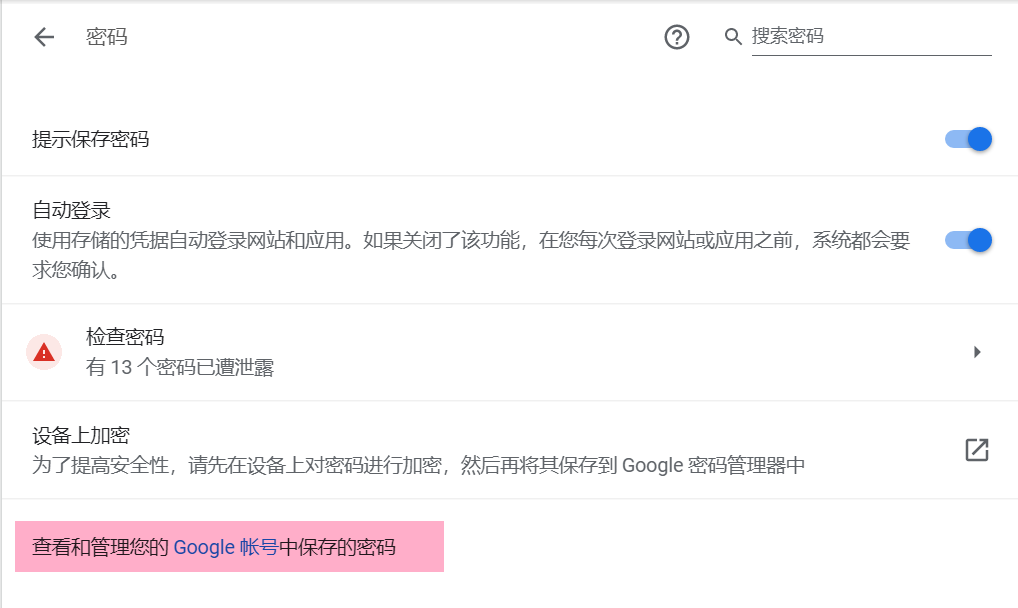 密码
搜索密码
提示保存密码
自动登录
使用存储的凭据自动登录网站和应用。如果关闭了该功能，在您每次登录网站或应用之前，系统都会要
求您确认。
检查密码
有 13 个密码已遭泄露
设备上加密
为了提高安全性，请先在设备上对密码进行加密，然后再将其保存到 Google 密码管理器中
查看和管理您的 Google 帐号中保存的密码